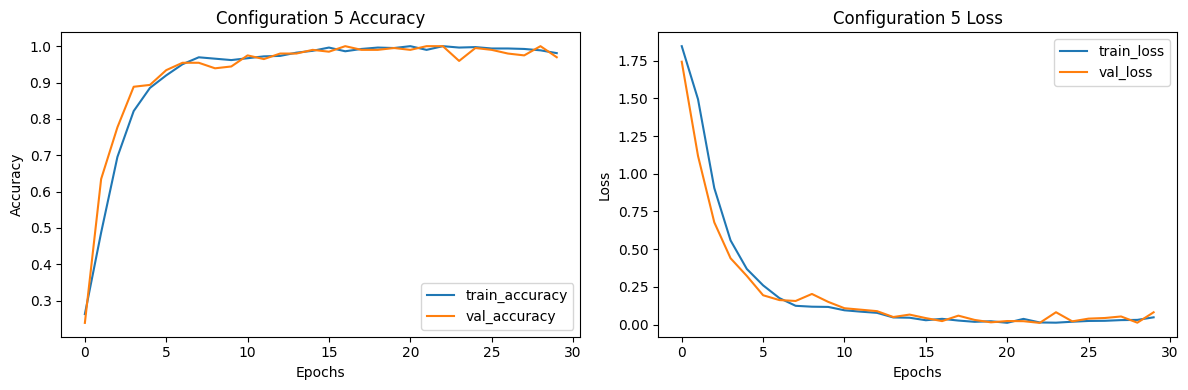 Configuration 5 Accuracy
1.0
0.9
0.8
0.7
0.6
0.5
0.4
0.3
Accuracy
0 5 10 15 20 25 30
Epochs
train_accuracy
val_accuracy
Configuration 5 Loss
1.75
1.50
1.25
1.00
0.75
0.50
0.25
0.00
Loss
0 5 10 15 20 25 30
Epochs
train_loss
val_loss